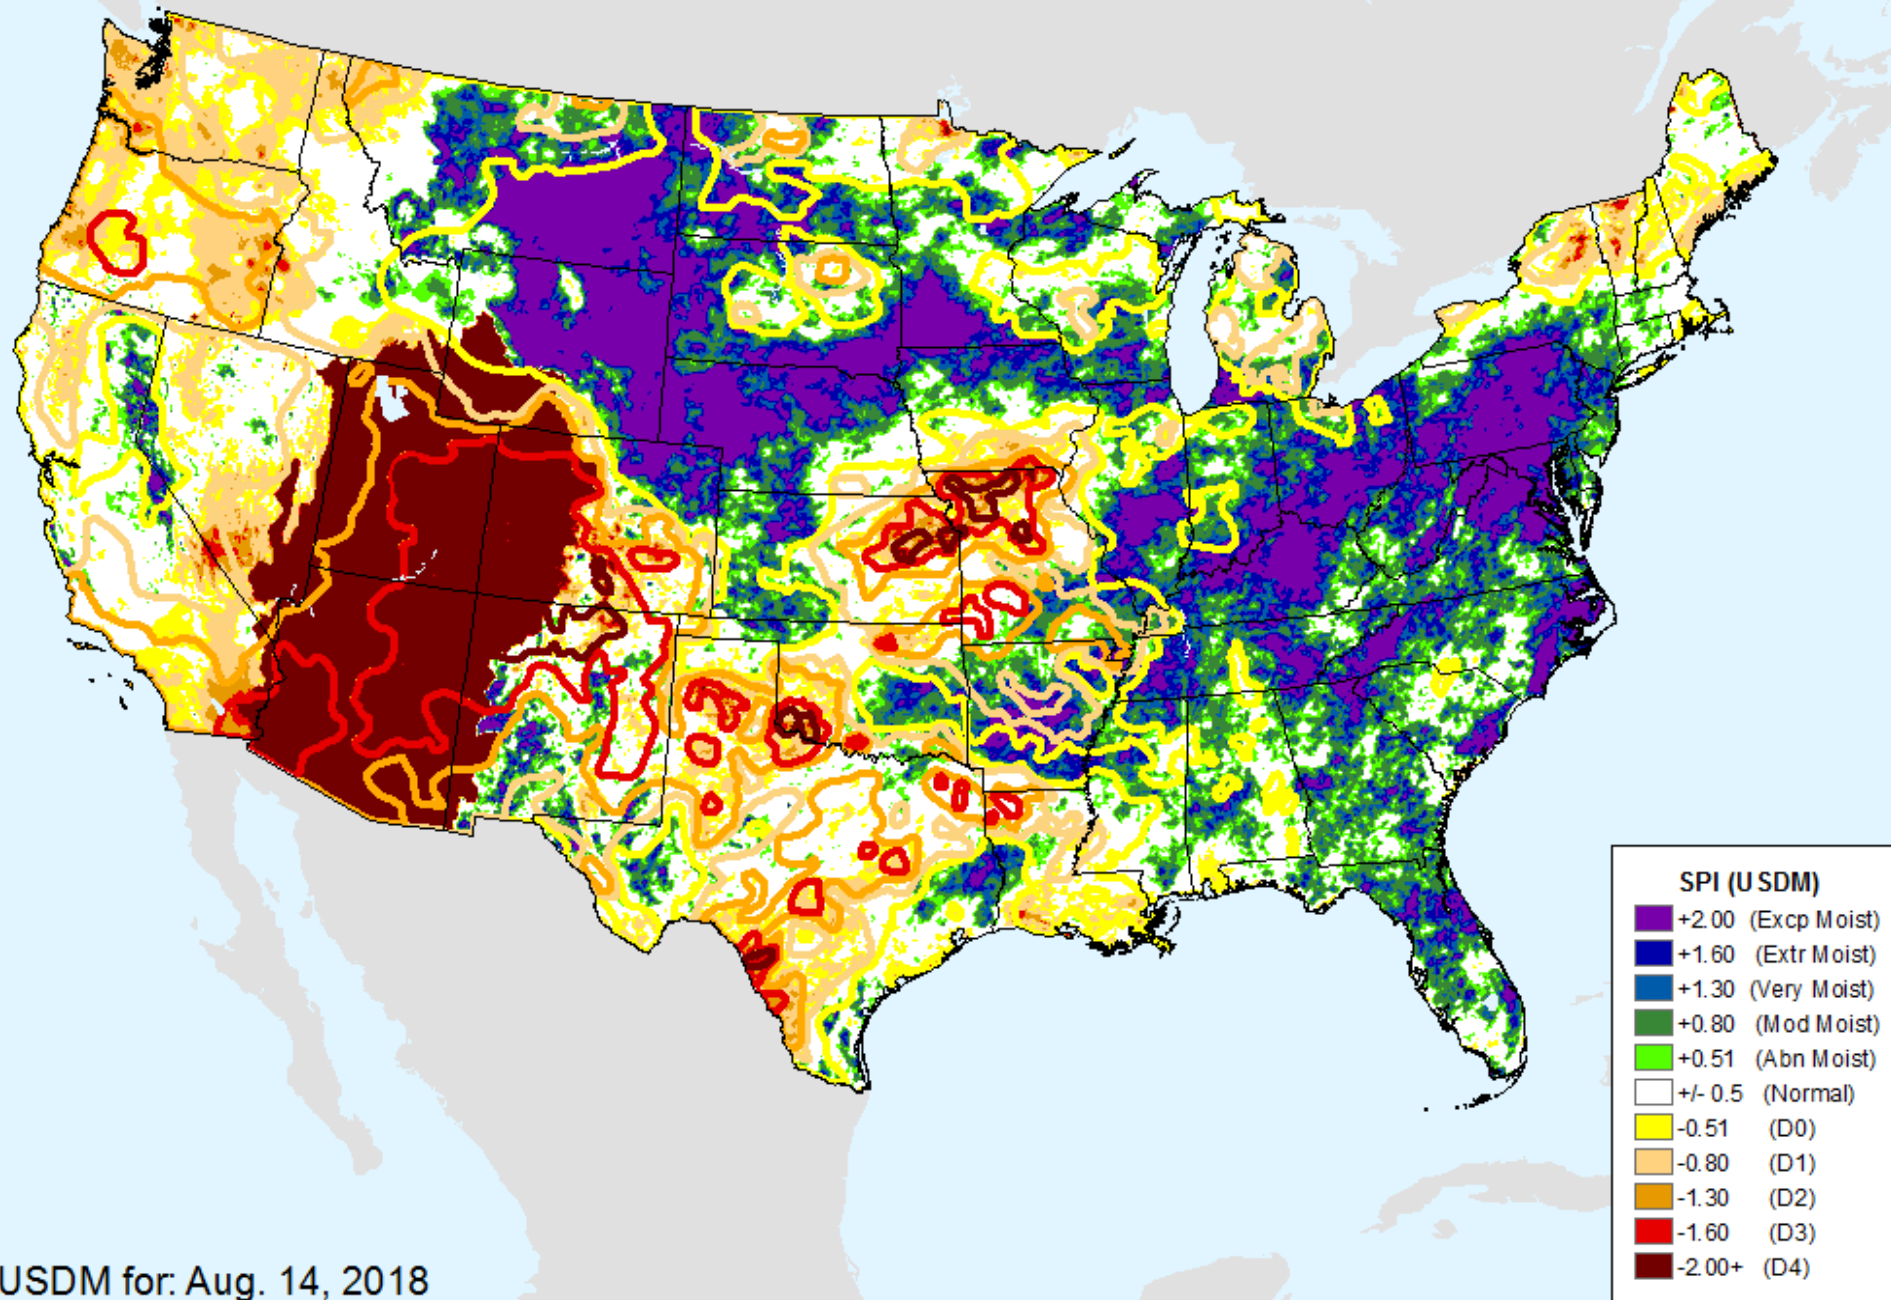 SPI (USDM)
+2.00 (Excp Moist)
+1.60 (Extr Moist)
+1.30 (Very Moist)
+0.80 (Mod Moist)
+0.51 (Abn Moist)
+/- 0.5 (Normal)
-0.51 (D0)
-0.80 (D1)
-1.30 (D2)
-1.60 (D3)
-2.00+ (D4)
USDM for: Aug. 14, 2018